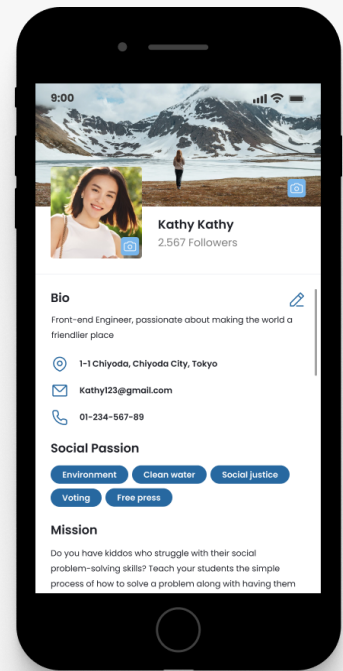 9:00
Kathy Kathy
2.567 Followers
Bio
Front-end Engineer, passionate about making the world a
friendlier place
1-1 Chiyoda, Chiyoda City, Tokyo
Kathy123@gmail.com
01-234-567-89
Social Passion
Environment Clean water Social justice
Voting Free press
Mission
Do you have kiddos who struggle with their social
problem-solving skills? Teach your students the simple
process of how to solve a problem along with having them